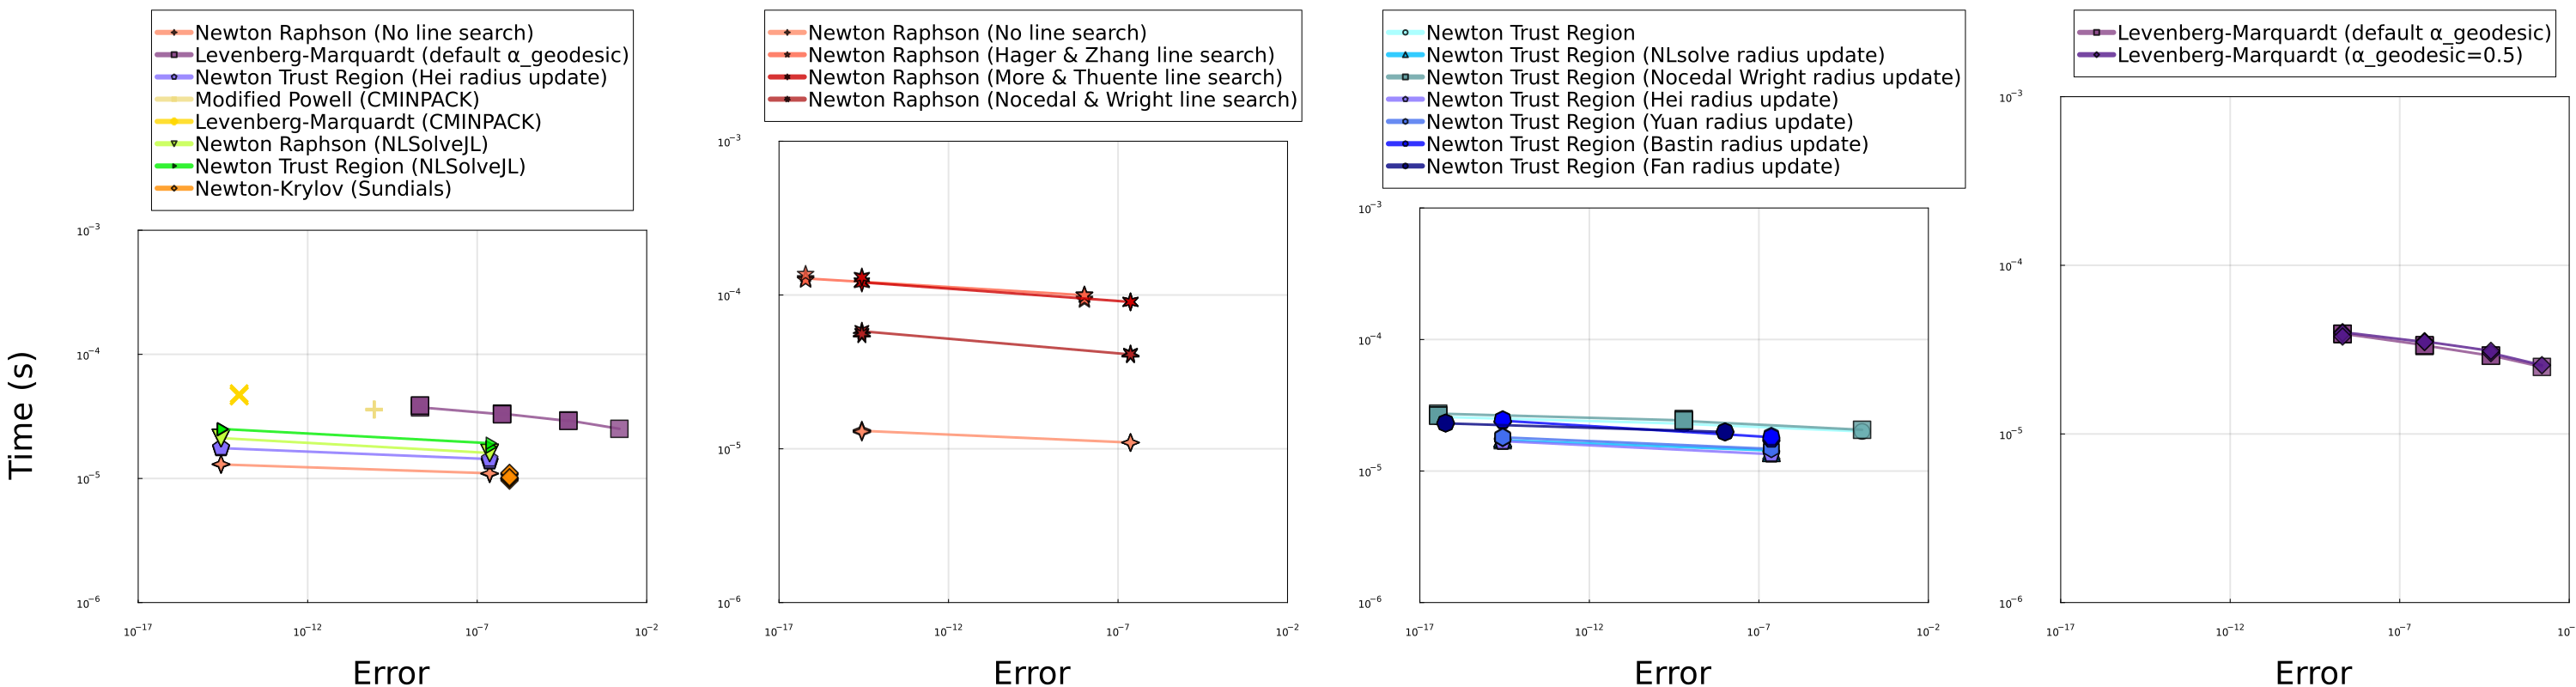 Time (s)
Newton Raphson (No line search)
Levenberg-Marquardt (default α_geodesic)
Newton Trust Region (Hei radius update)
Modified Powell (CMINPACK)
Levenberg-Marquardt (CMINPACK)
Newton Raphson (NLSolveJL)
Newton Trust Region (NLSolveJL)
Newton-Krylov (Sundials)
10⁻³
10⁻⁴
10⁻⁵
10⁻⁶
10⁻¹⁷ 10⁻¹² 10⁻⁷ 10⁻²
Error
Newton Raphson (No line search)
Newton Raphson (Hager & Zhang line search)
Newton Raphson (More & Thuente line search)
Newton Raphson (Nocedal & Wright line search)
10⁻³
10⁻⁴
10⁻⁵
10⁻⁶
10⁻¹⁷ 10⁻¹² 10⁻⁷ 10⁻²
Error
Newton Trust Region
Newton Trust Region (NLsolve radius update)
Newton Trust Region (Nocedal Wright radius update)
Newton Trust Region (Hei radius update)
Newton Trust Region (Yuan radius update)
Newton Trust Region (Bastin radius update)
Newton Trust Region (Fan radius update)
10⁻³
10⁻⁴
10⁻⁵
10⁻⁶
10⁻¹⁷ 10⁻¹² 10⁻⁷ 10⁻²
Error
Levenberg-Marquardt (default α_geodesic)
Levenberg-Marquardt (α_geodesic=0.5)
10⁻³
10⁻⁴
10⁻⁵
10⁻⁶
10⁻¹⁷ 10⁻¹² 10⁻⁷ 10⁻
Error